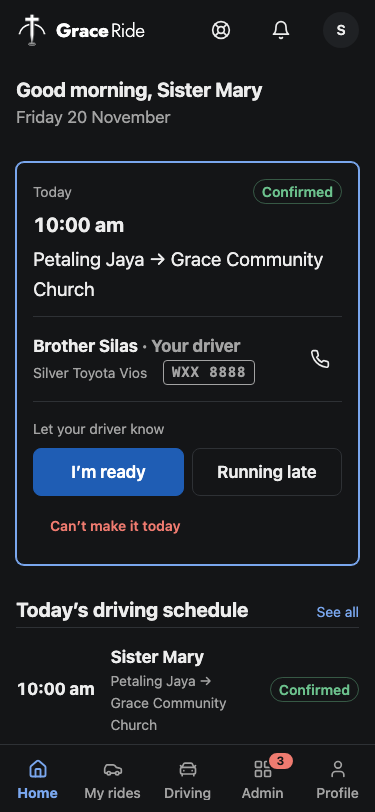 Grace Ride
S
Good morning, Sister Mary
Friday 20 November
Today
Confirmed
10:00 am
Petaling Jaya → Grace Community
Church
Brother Silas · Your driver
Silver Toyota Vios
WXX 8888
Let your driver know
I'm ready
Running late
Can't make it today
Today's driving schedule
See all
Sister Mary
10:00 am
Petaling Jaya →
Grace Community
Church
Confirmed
3
Home
My rides
Driving
Admin
Profile